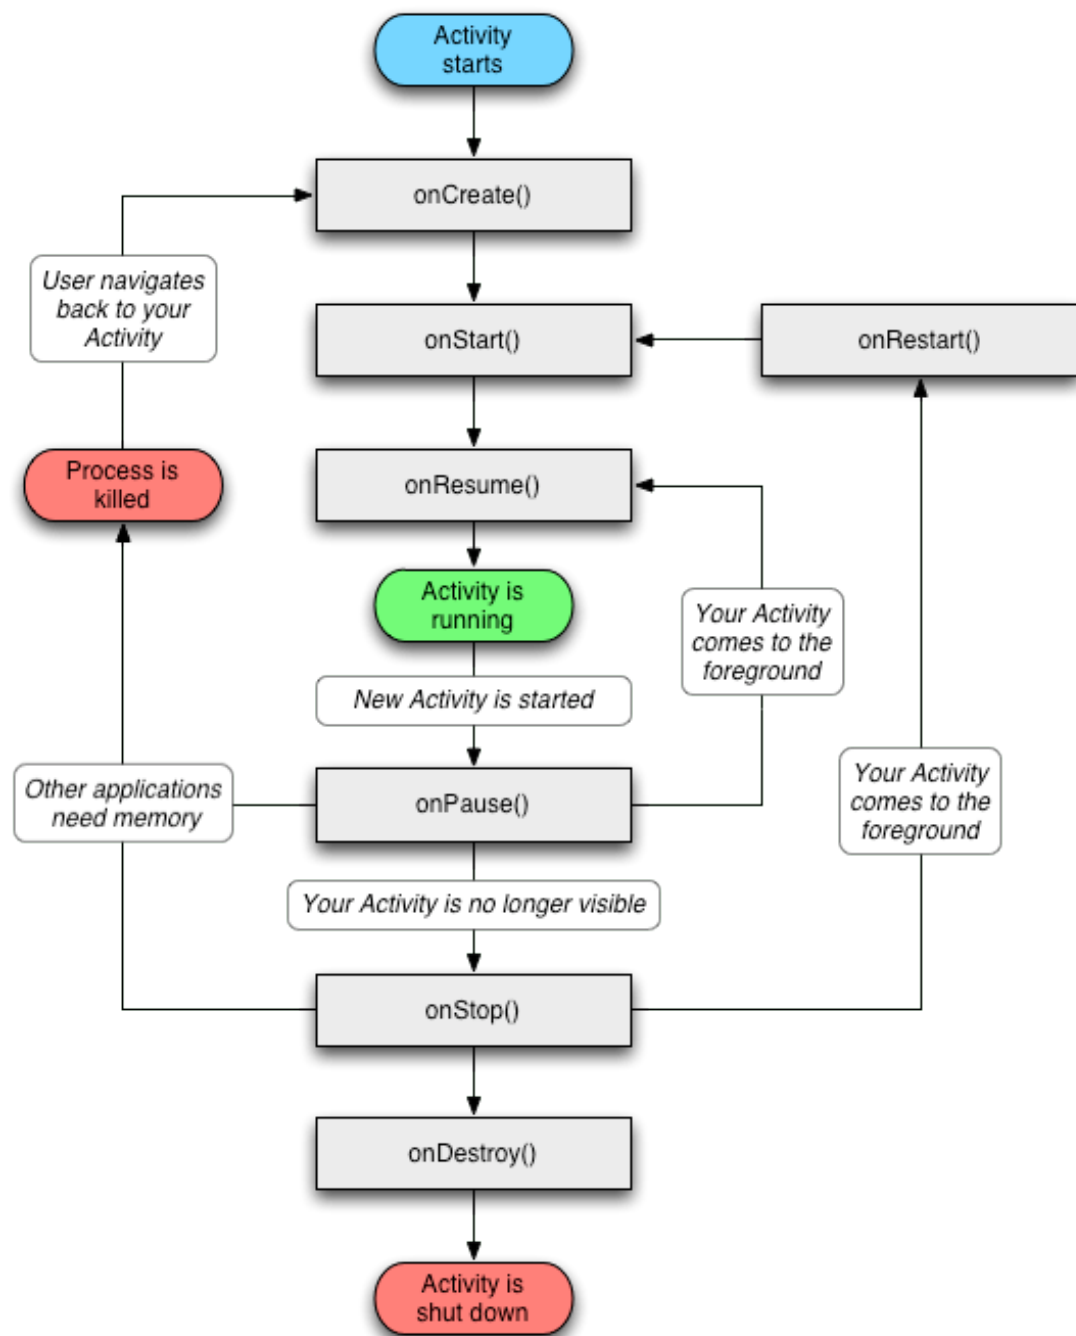 Activity
starts
onCreate()
User navigates
back to your
Activity
onStart()
onRestart()
Process is
killed
onResume()
Activity is
running
Your Activity
comes to the
foreground
New Activity is started
Other applications
need memory
onPause()
Your Activity
comes to the
foreground
Your Activity is no longer visible
onStop()
onDestroy()
Activity is
shut down